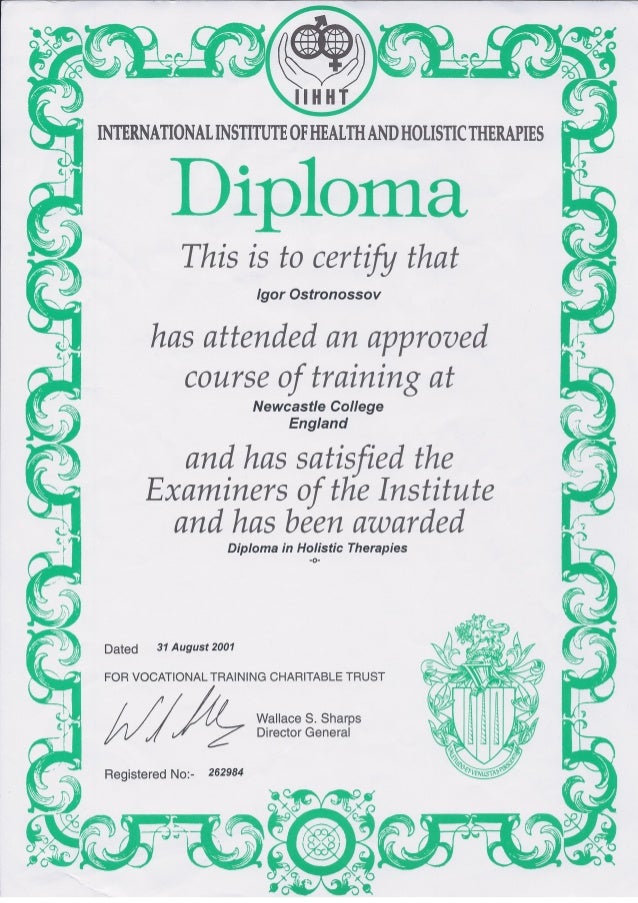 IIHHT
INTERNATIONAL INSTITUTE OF HEALTH AND HOLISTIC THERAPIES
Diploma
This is to certify that
Igor Ostronossov
has attended an approved
course of training at
Newcastle College
England
and has satisfied the
Examiners of the Institute
and has been awarded
Diploma in Holistic Therapies
-o-
Dated 31 August 2001
FOR VOCATIONAL TRAINING CHARITABLE TRUST
Wallace S. Sharps
Director General
Registered No:- 262984